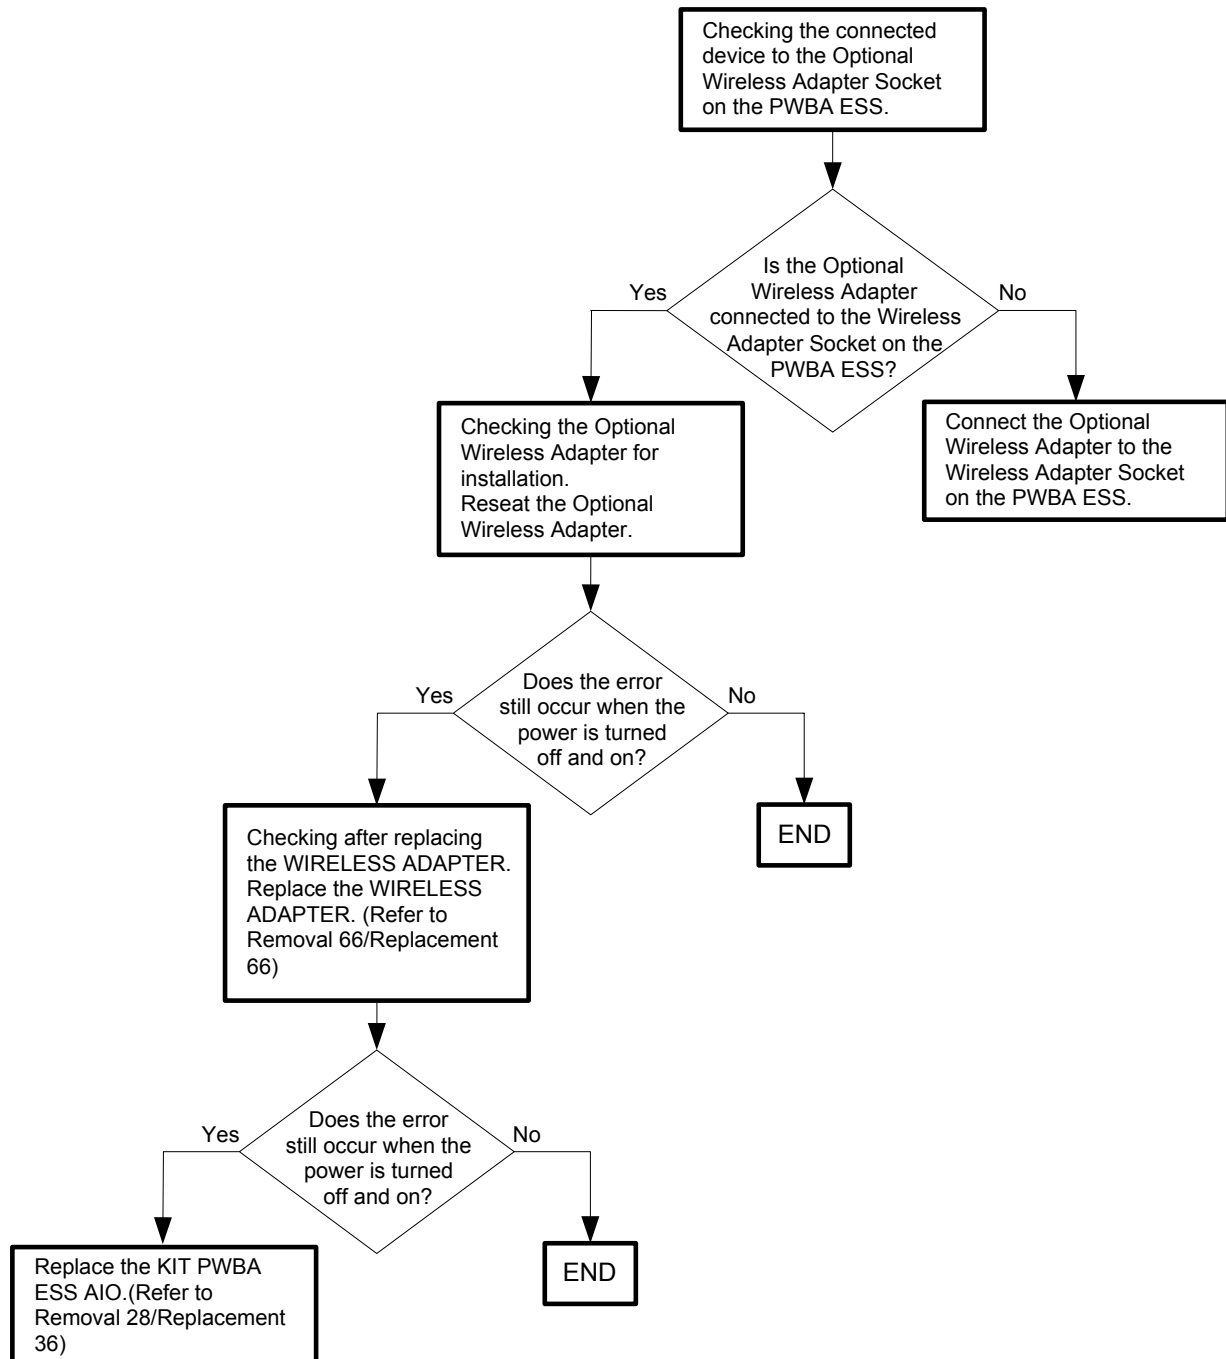 Checking the connected
device to the Optional
Wireless Adapter Socket
on the PWBA ESS.
Is the Optional
Wireless Adapter
connected to the Wireless
Adapter Socket on the
PWBA ESS?
Yes
No
Checking the Optional
Wireless Adapter for
installation.
Reseat the Optional
Wireless Adapter.
Connect the Optional
Wireless Adapter to the
Wireless Adapter Socket
on the PWBA ESS.
Does the error
still occur when the
power is turned
off and on?
Yes
No
Checking after replacing
the WIRELESS ADAPTER.
Replace the WIRELESS
ADAPTER. (Refer to
Removal 66/Replacement
66)
END
Does the error
still occur when the
power is turned
off and on?
Yes
No
Replace the KIT PWBA
ESS AIO.(Refer to
Removal 28/Replacement
36)
END